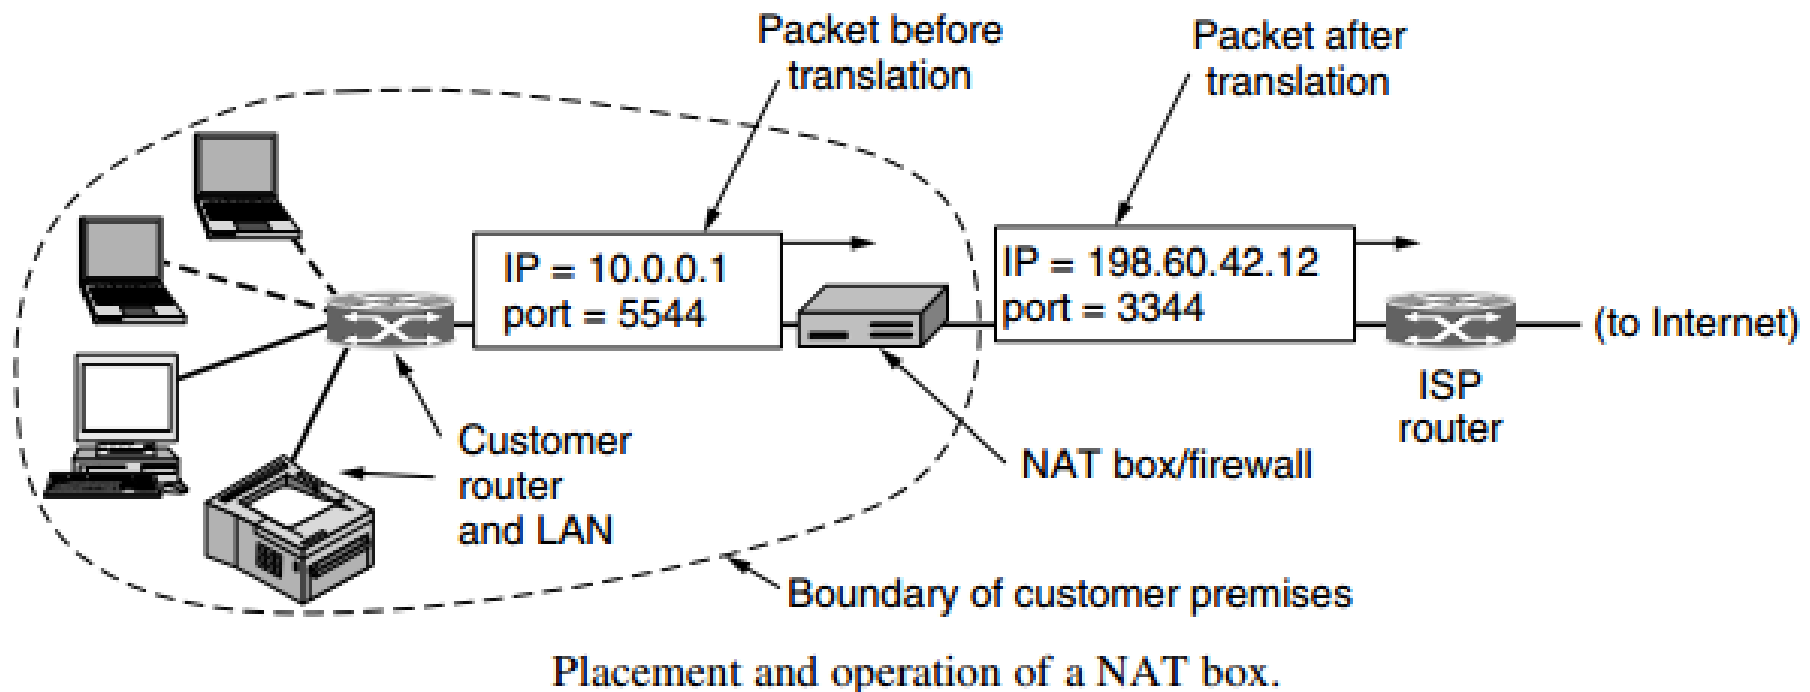 Packet before
translation
Packet after
translation
IP = 10.0.0.1
port = 5544
IP = 198.60.42.12
port = 3344
(to Internet)
ISP
router
Customer
router
and LAN
NAT box/firewall
Boundary of customer premises
Placement and operation of a NAT box.